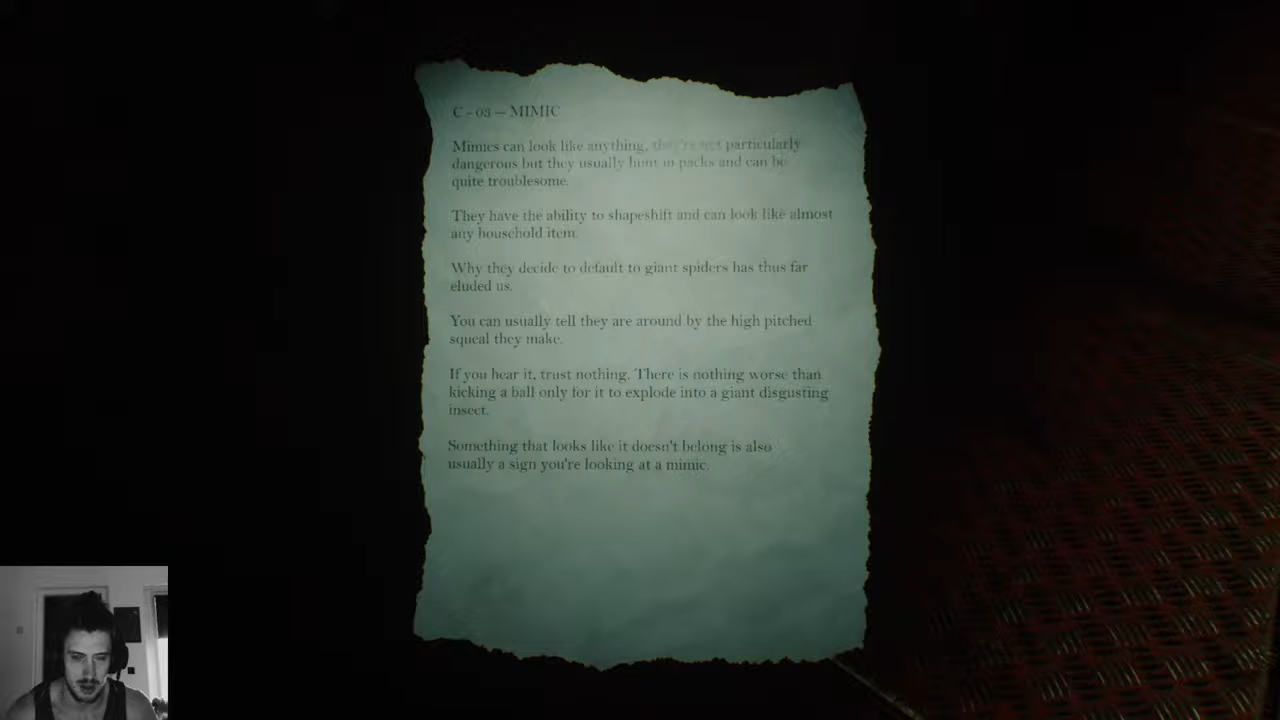 C - 03 – MIMIC
Mimics can look like anything, they're not particularly
dangerous but they usually hunt in packs and can be
quite troublesome.
They have the ability to shapeshift and can look like almost
any household item.
Why they decide to default to giant spiders has thus far
eluded us.
You can usually tell they are around by the high pitched
squeal they make.
If you hear it, trust nothing. There is nothing worse than
kicking a ball only for it to explode into a giant disgusting
insect.
Something that looks like it doesn't belong is also
usually a sign you're looking at a mimic.